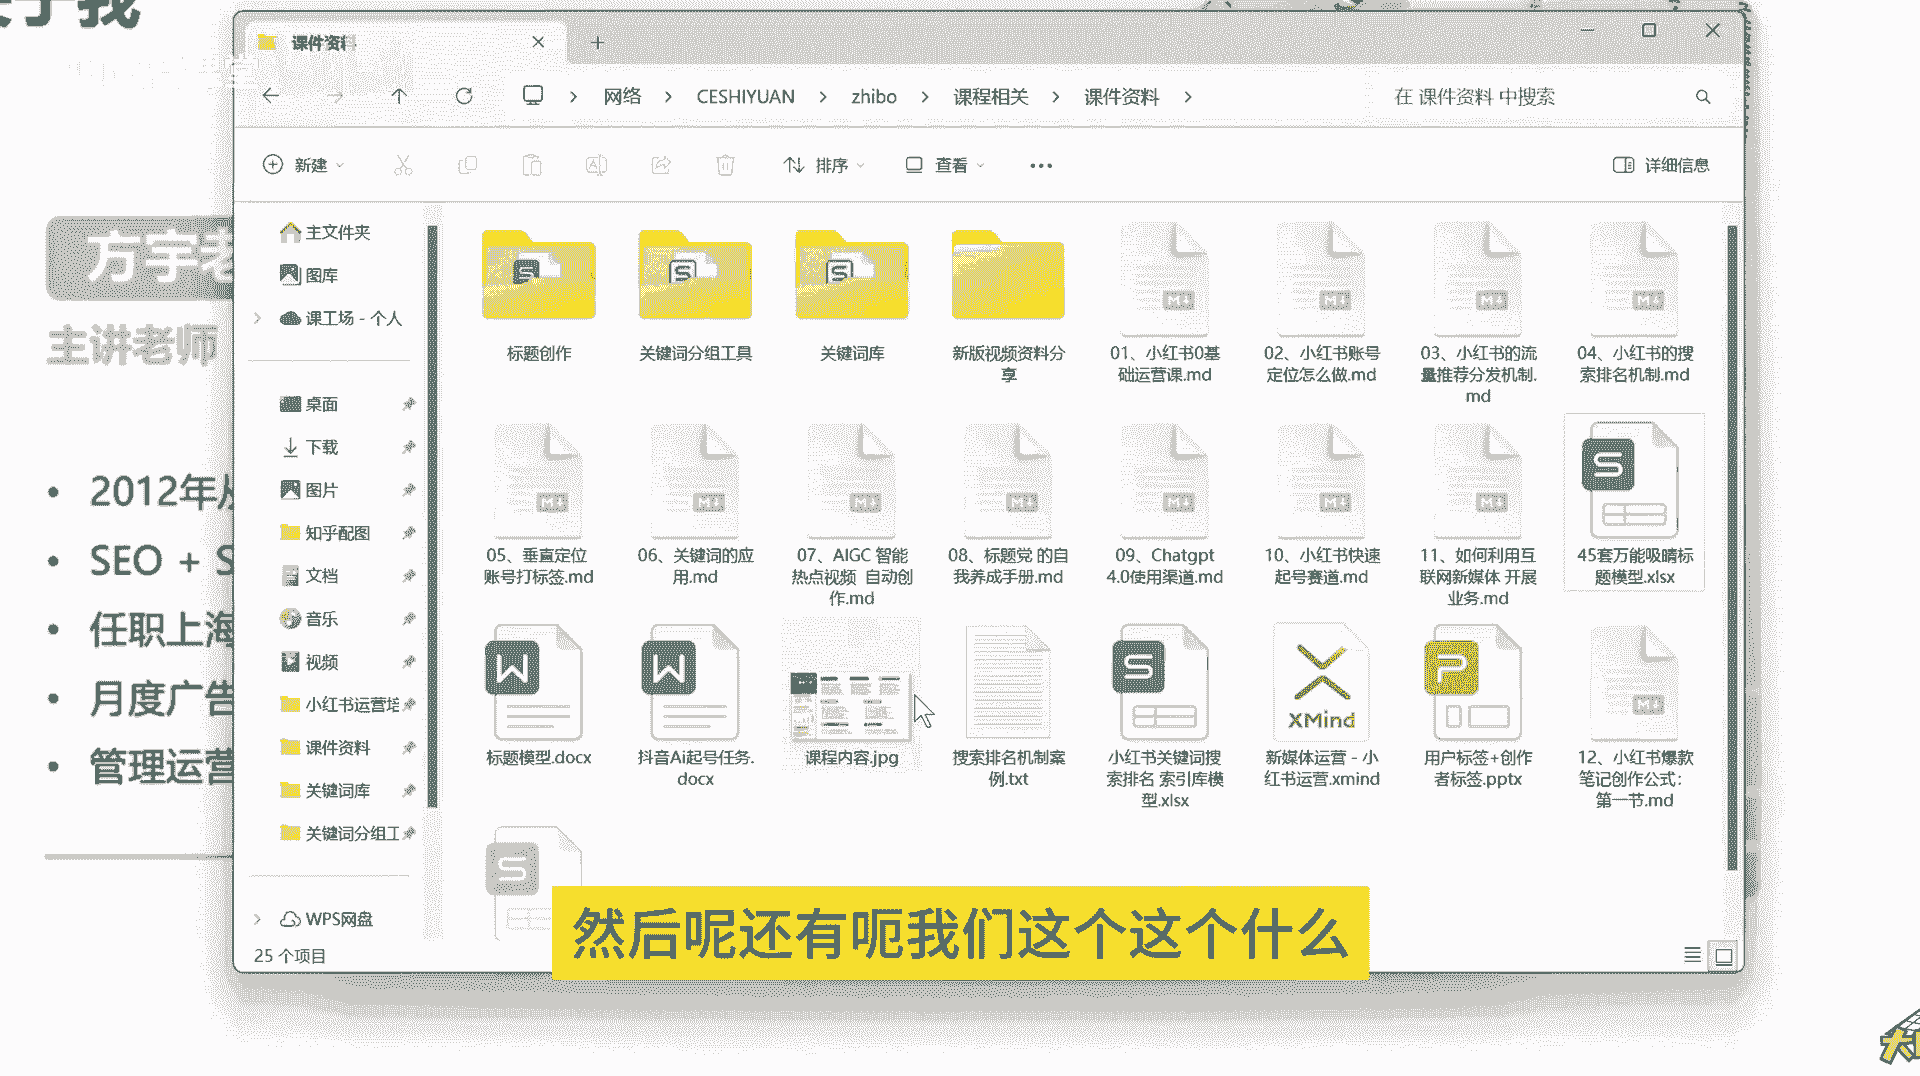 于我
课件资料
网络 CESHIYUAN zhibo 课程相关 课件资料
在 课件资料 中搜索
新建 排序 查看
详细信息
方宇老
主讲老师
2012年从
SEO + S
任职上海
月度广告
管理运营
主文件夹
图库
课工场 - 个人
桌面
下载
图片
知乎配图
文档
音乐
视频
小红书运营培
课件资料
关键词库
关键词分组工
WPS网盘
25 个项目
标题创作
关键词分组工具
关键词库
新版视频资料分
享
01、小红书0基
础运营课.md
02、小红书账号
定位怎么做.md
03、小红书的流
量推荐分发机制.
md
04、小红书的搜
索排名机制.md
05、垂直定位
账号打标签.md
06、关键词的应
用.md
07、AIGC 智能
热点视频 自动创
作.md
08、标题党 的自
我养成手册.md
09、Chatgpt
4.0使用渠道.md
10、小红书快速
起号赛道.md
11、如何利用互
联网新媒体 开展
业务.md
45套万能吸睛标
题模型.xlsx
标题模型.docx
抖音Ai起号任务.
docx
课程内容.jpg
搜索排名机制案
例.txt
小红书关键词搜
索排名 索引库模
型.xlsx
XMind
新媒体运营 - 小
红书运营.xmind
用户标签+创作
者标签.pptx
12、小红书爆款
笔记创作公式：
第一节.md
然后呢还有呃我们这个这个什么